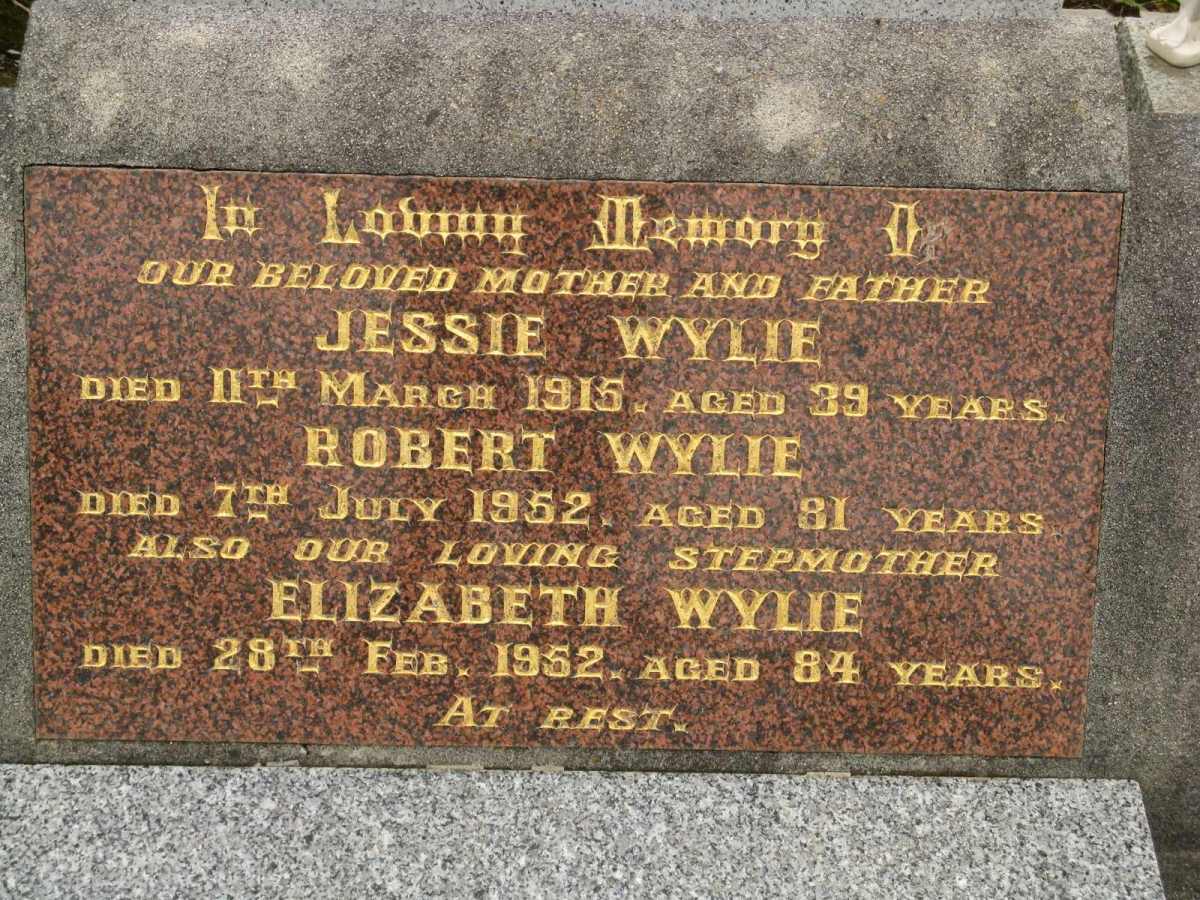 In Loving Memory Of
OUR BELOVED MOTHER AND FATHER
JESSIE WYLIE
DIED 11TH MARCH 1915. AGED 39 YEARS.
ROBERT WYLIE
DIED 7TH JULY 1952. AGED 81 YEARS.
ALSO OUR LOVING STEPMOTHER
ELIZABETH WYLIE
DIED 28TH FEB. 1952. AGED 84 YEARS.
AT REST.